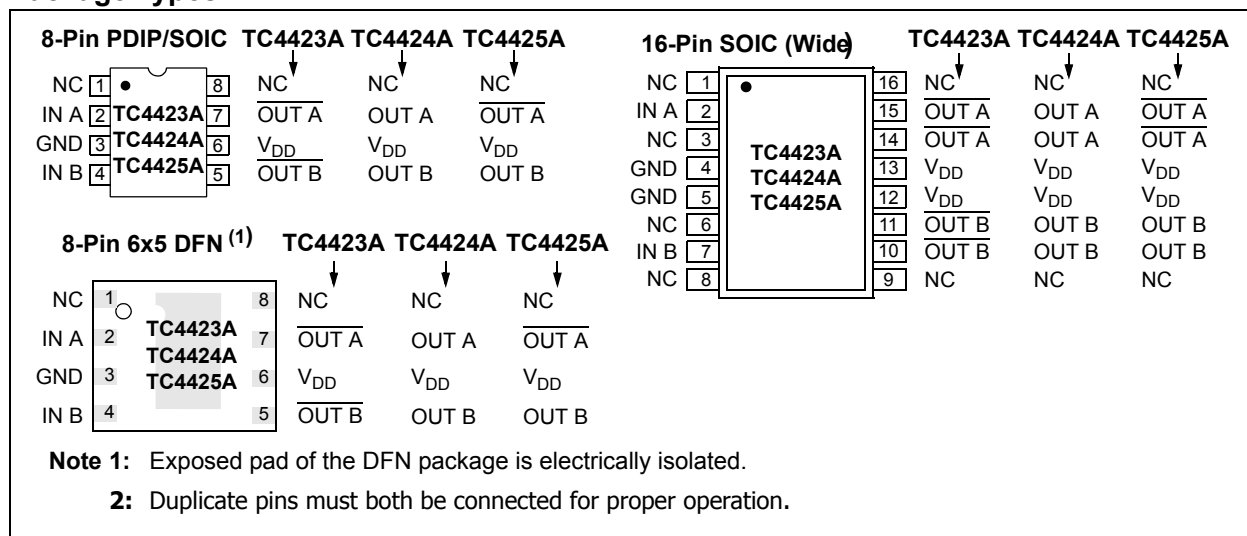 8-Pin PDIP/SOIC TC4423A TC4424A TC4425A
NC 1 8 NC NC NC
IN A 2 TC4423A 7 OUT A OUT A OUT A
GND 3 TC4424A 6 VDD VDD VDD
IN B 4 TC4425A 5 OUT B OUT B OUT B
16-Pin SOIC (Wide) TC4423A TC4424A TC4425A
NC 1 16 NC NC NC
IN A 2 15 OUT A OUT A OUT A
NC 3 14 OUT A OUT A OUT A
GND 4 TC4423A 13 VDD VDD VDD
TC4424A
GND 5 TC4425A 12 VDD VDD VDD
NC 6 11 OUT B OUT B OUT B
IN B 7 10 OUT B OUT B OUT B
NC 8 9 NC NC NC
8-Pin 6x5 DFN (1) TC4423A TC4424A TC4425A
NC 1 8 NC NC NC
IN A 2 TC4423A 7 OUT A OUT A OUT A
TC4424A
GND 3 TC4425A 6 VDD VDD VDD
IN B 4 5 OUT B OUT B OUT B
Note 1: Exposed pad of the DFN package is electrically isolated.
2: Duplicate pins must both be connected for proper operation.